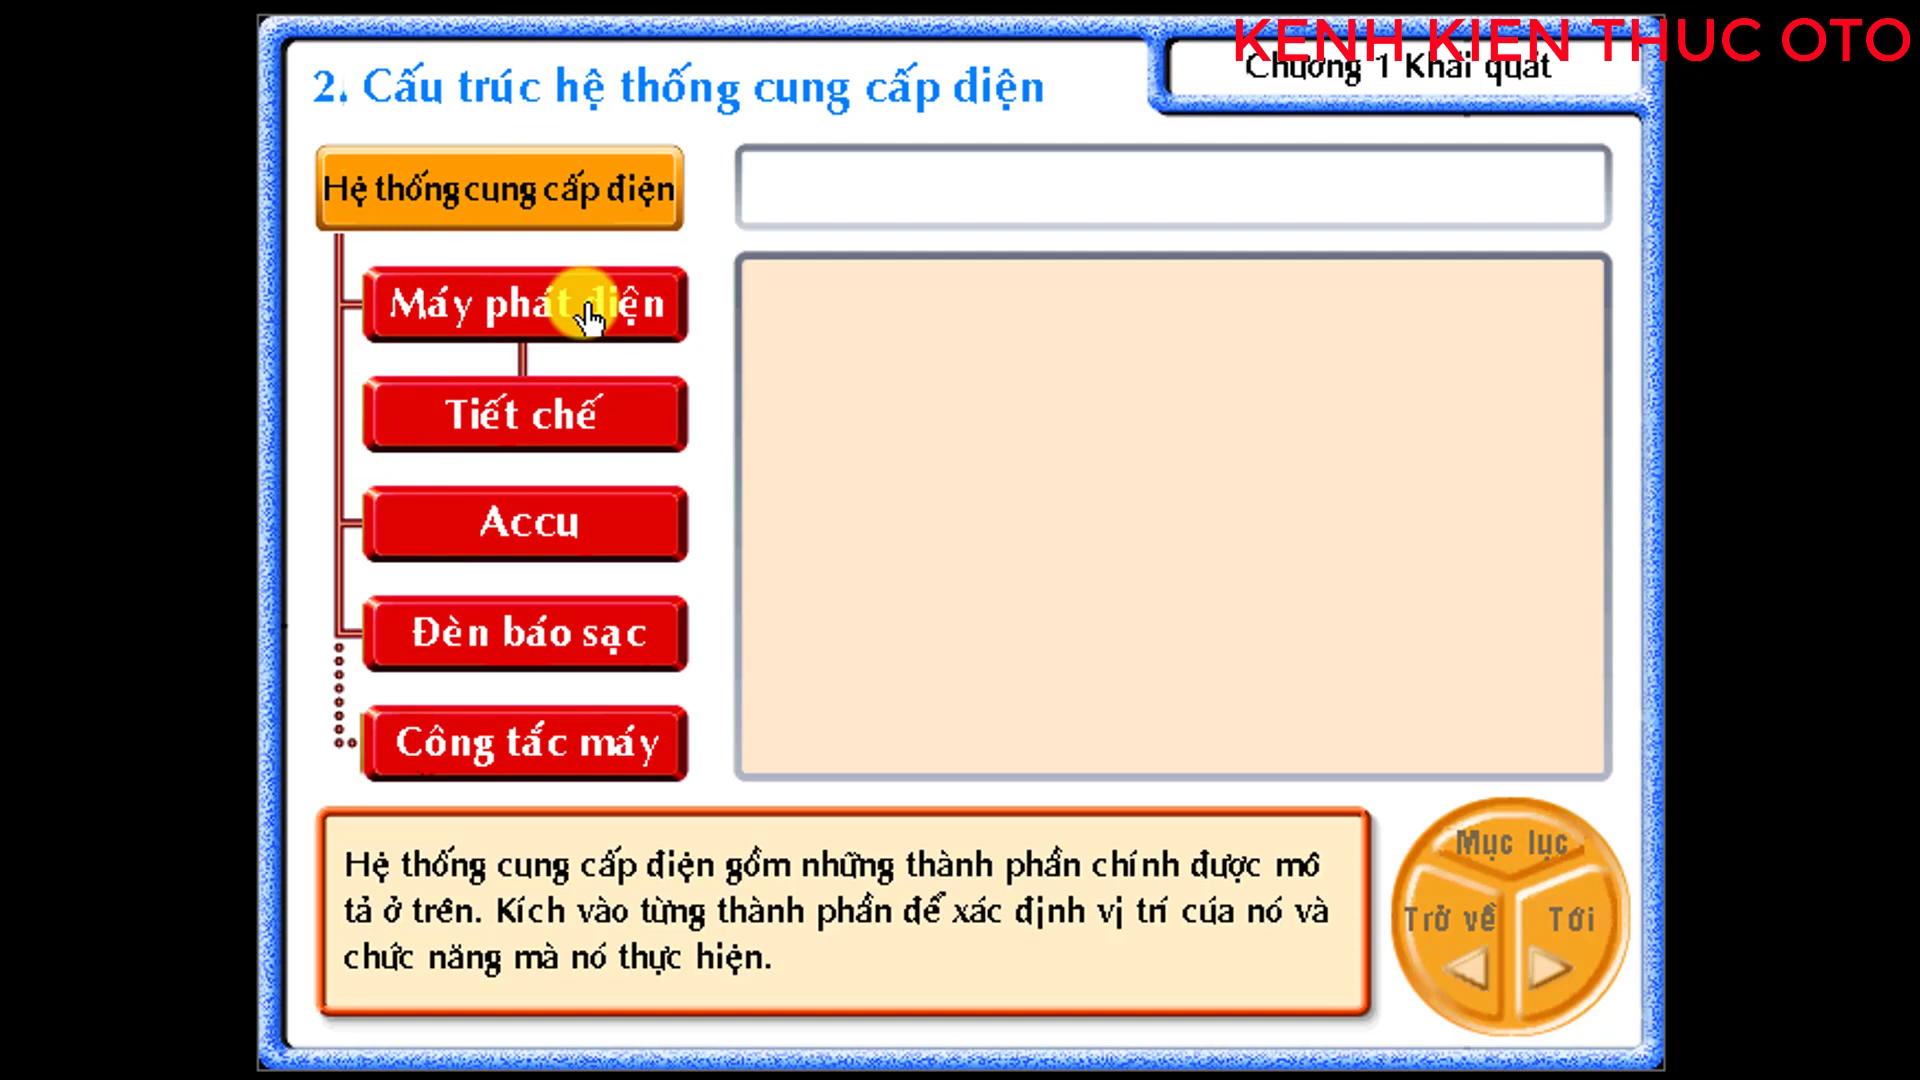 KENH KIEN THUC OTO
Chương 1 Khái quát
2. Cấu trúc hệ thống cung cấp điện
Hệ thống cung cấp điện
Máy phát điện
Tiết chế
Accu
Đèn báo sạc
Công tắc máy
Hệ thống cung cấp điện gồm những thành phần chính được mô
tả ở trên. Kích vào từng thành phần để xác định vị trí của nó và
chức năng mà nó thực hiện.
Mục lục
Trở về
Tới